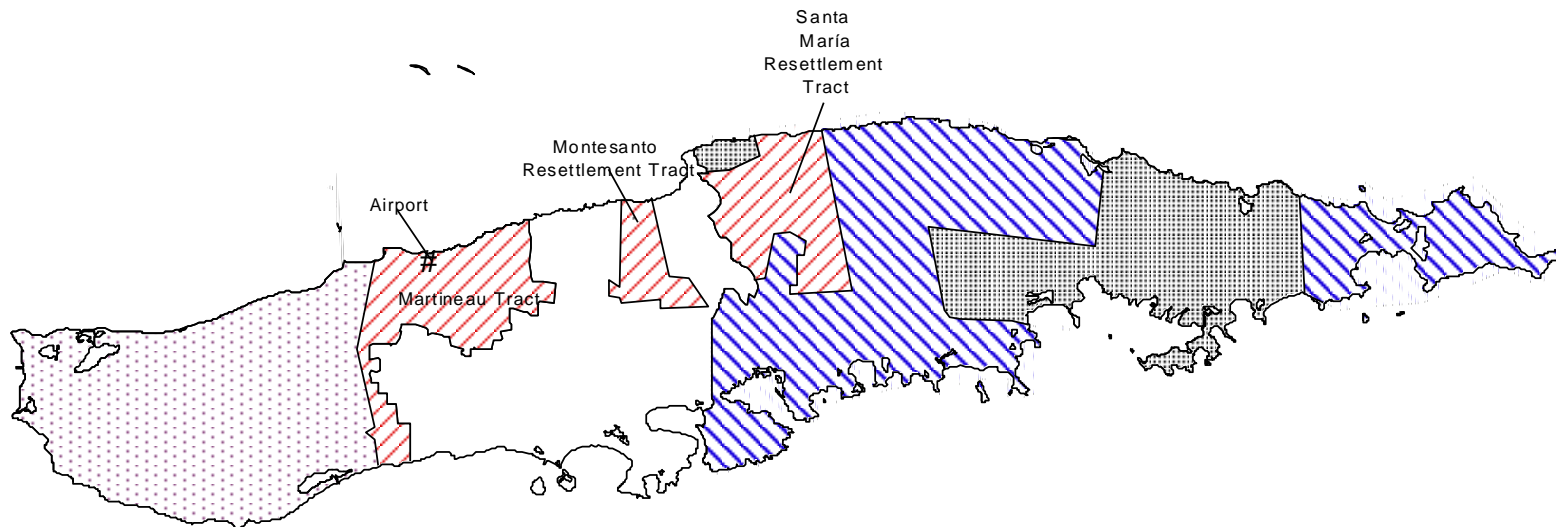 Santa
María
Resettlement
Tract
Montesanto
Resettlement Tract
Airport
#
Martineau Tract